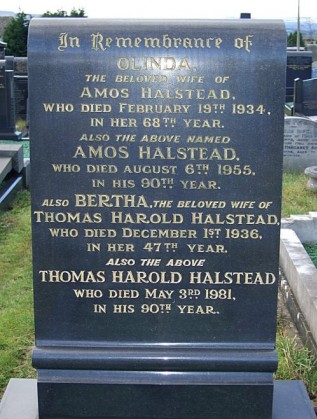 In Remembrance of
OLINDA,
THE BELOVED WIFE OF
AMOS HALSTEAD,
WHO DIED FEBRUARY 19TH 1934,
IN HER 68TH YEAR.
ALSO THE ABOVE NAMED
AMOS HALSTEAD,
WHO DIED AUGUST 6TH 1955,
IN HIS 90TH YEAR.
ALSO BERTHA, THE BELOVED WIFE OF
THOMAS HAROLD HALSTEAD,
WHO DIED DECEMBER 1ST 1936,
IN HER 47TH YEAR.
ALSO THE ABOVE
THOMAS HAROLD HALSTEAD
WHO DIED MAY 3RD 1981,
IN HIS 90TH YEAR.